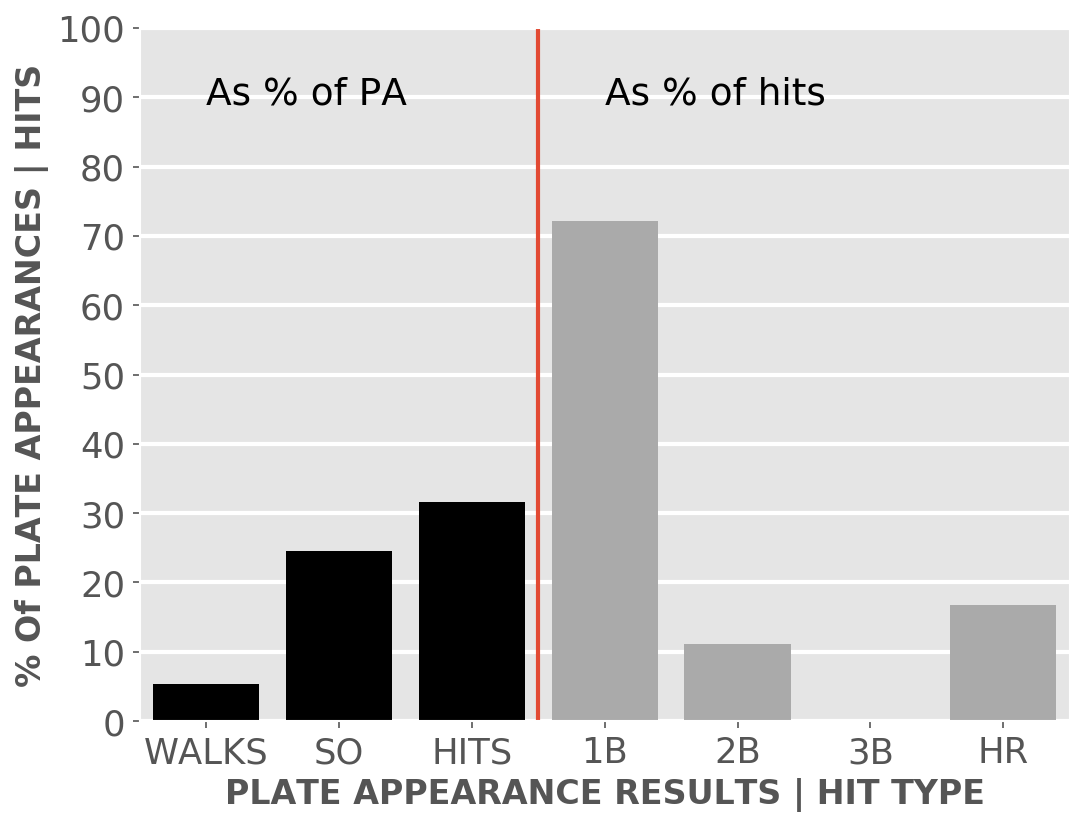 100
90
80
70
60
50
40
30
20
10
0
% Of PLATE APPEARANCES | HITS
As % of PA
As % of hits
WALKS SO HITS 1B 2B 3B HR
PLATE APPEARANCE RESULTS | HIT TYPE